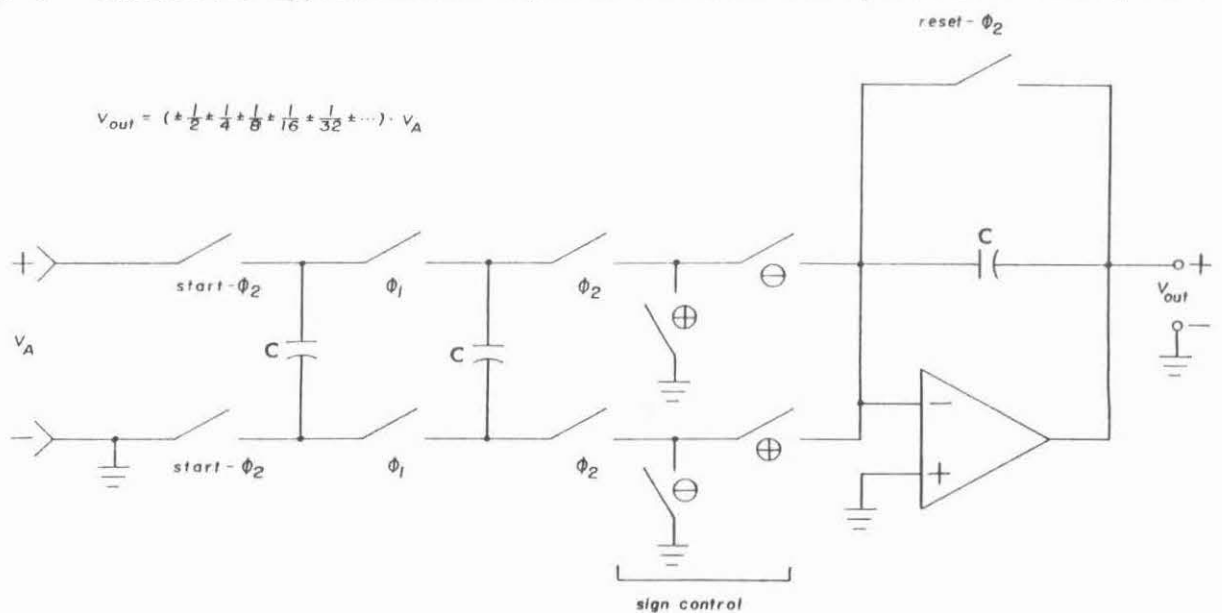 reset - ϕ2
Vout = (± 1/2 ± 1/4 ± 1/8 ± 1/16 ± 1/32 ± ···) · VA
+
start - ϕ2
ϕ1
ϕ2
⊖
C
+
Vout
−
⊕
VA
C
C
−
start - ϕ2
ϕ1
ϕ2
⊕
⊖
−
+
sign control